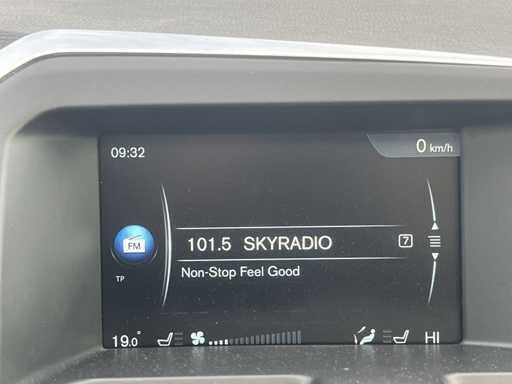 09:32
0 km/h
FM
101.5 SKYRADIO 7
Non-Stop Feel Good
TP
19.0° HI